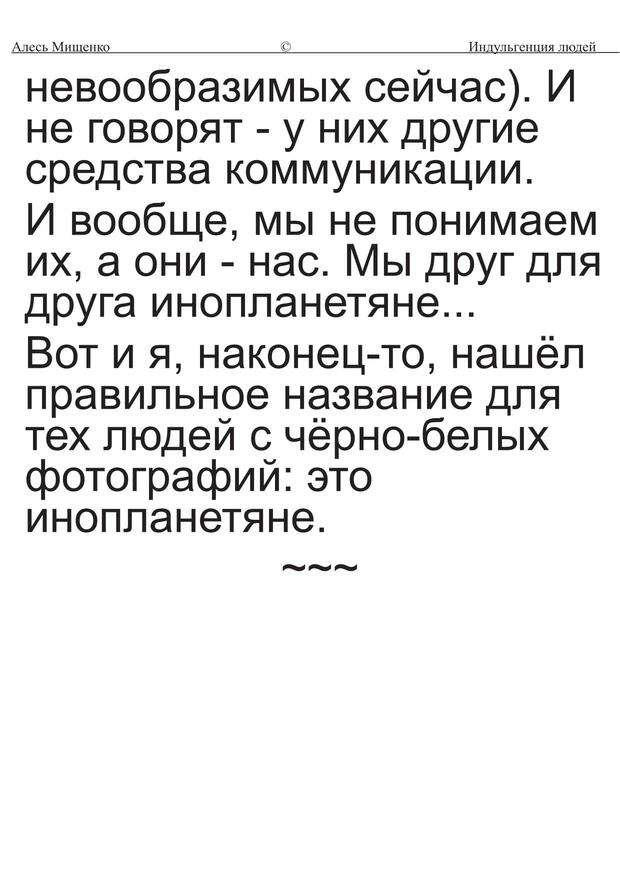 Алесь Мищенко © Индульгенция людей
невообразимых сейчас). И
не говорят - у них другие
средства коммуникации.
И вообще, мы не понимаем
их, а они - нас. Мы друг для
друга инопланетяне...
Вот и я, наконец-то, нашёл
правильное название для
тех людей с чёрно-белых
фотографий: это
инопланетяне.
~~~